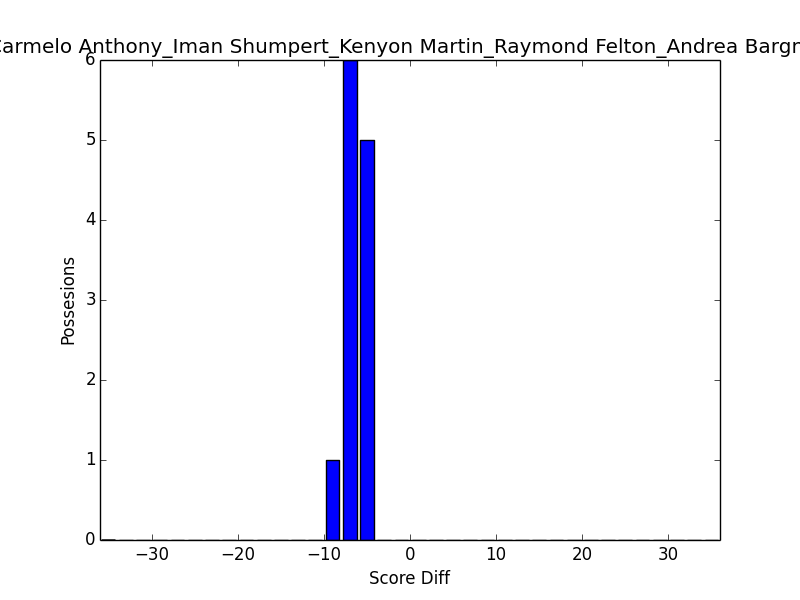 Carmelo Anthony_Iman Shumpert_Kenyon Martin_Raymond Felton_Andrea Bargn
6
5
4
3
2
1
0
Possesions
−30 −20 −10 0 10 20 30
Score Diff